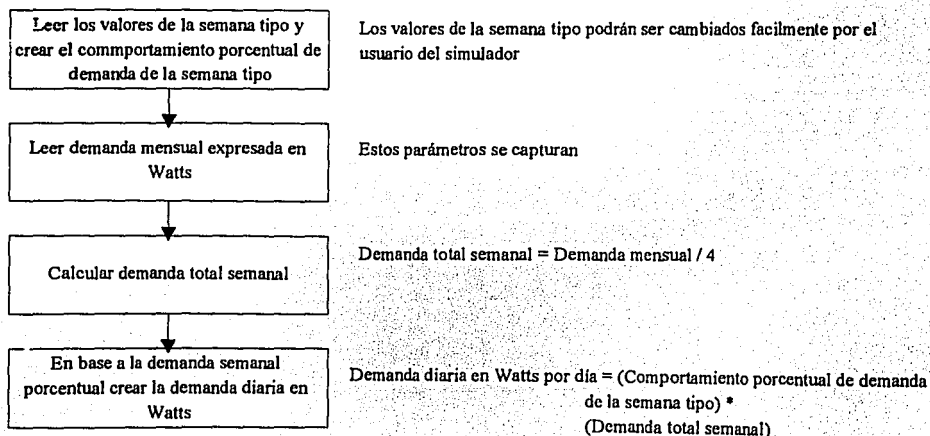 Leer los valores de la semana tipo y
crear el commportamiento porcentual de
demanda de la semana tipo
Los valores de la semana tipo podrán ser cambiados facilmente por el
usuario del simulador
Leer demanda mensual expresada en
Watts
Estos parámetros se capturan
Calcular demanda total semanal
Demanda total semanal = Demanda mensual / 4
En base a la demanda semanal
porcentual crear la demanda diaria en
Watts
Demanda diaria en Watts por día = (Comportamiento porcentual de demanda
de la semana tipo) *
(Demanda total semanal)